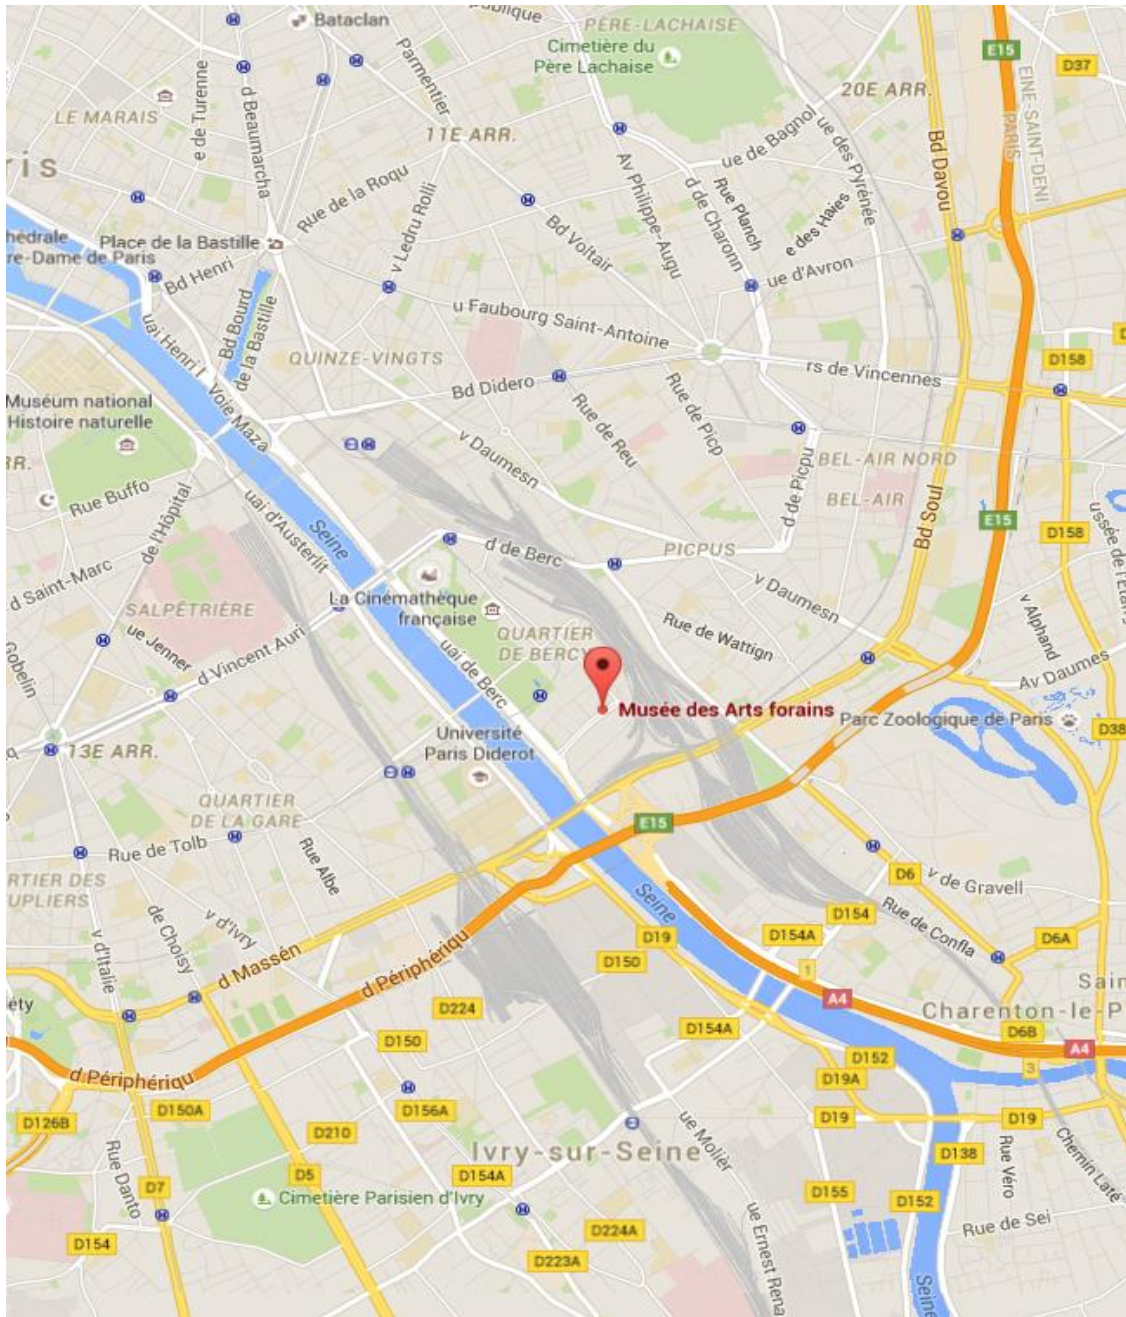 Bataclan
PÈRE-LACHAISE
Cimetière du
Père Lachaise
E15
D37
20E ARR.
Parmentier
LE MARAIS
e de Turenne
d Beaumarcha
11E ARR.
ue de Bagnol
ue des Pyrénée
Bd Davou
PARIS
EINE-SAINT-DENI
ris
Rue de la Roqu
v Ledru Rolli
Bd Voltair
Av Philippe-Augu
d de Charonn
Rue Planch
e des Haies
ue d'Avron
hédrale
re-Dame de Paris
Place de la Bastille
Bd Henri
Bd Bourd
de la Bastille
uai Henri I
Voie Maza
u Faubourg Saint-Antoine
QUINZE-VINGTS
Bd Didero
Rue de Reu
Rue de Picp
rs de Vincennes
D158
Muséum national
Histoire naturelle
RR.
Rue Buffo
de l'Hôpital
uai d'Austerlit
Seine
v Daumesn
d de Picpu
BEL-AIR NORD
BEL-AIR
Bd Soul
E15
D158
ussée de l'Étang
d Saint-Marc
SALPÊTRIÈRE
ue Jenner
d Vincent Auri
Gobelin
La Cinémathèque
française
d de Berc
PICPUS
v Daumesn
Rue de Wattign
v Alphand
Av Daumes
QUARTIER
DE BERCY
uai de Berc
Musée des Arts forains
Parc Zoologique de Paris
D38
13E ARR.
Université
Paris Diderot
QUARTIER
DE LA GARE
Rue de Tolb
Rue Albe
E15
D6
v de Gravell
RTIER DES
UPLIERS
v d'Italie
de Choisy
v d'Ivry
d Massén
d Périphériqu
Seine
D19
D150
D154
D154A
Rue de Confla
D6A
1
A4
Sain
Charenton-le-P
D6B
A4
3
éty
D224
D150
D154A
D152
D19A
d Périphériqu
D126B
D150A
D156A
D210
D19
D19
D138
Ivry-sur-Seine
ue Molièr
Rue Véro
Chemin Laté
Rue Danto
D7
D5
D154A
Cimetière Parisien d'Ivry
D155
D152
Rue de Sei
D154
D224A
D223A
ue Ernest Rena
Seine